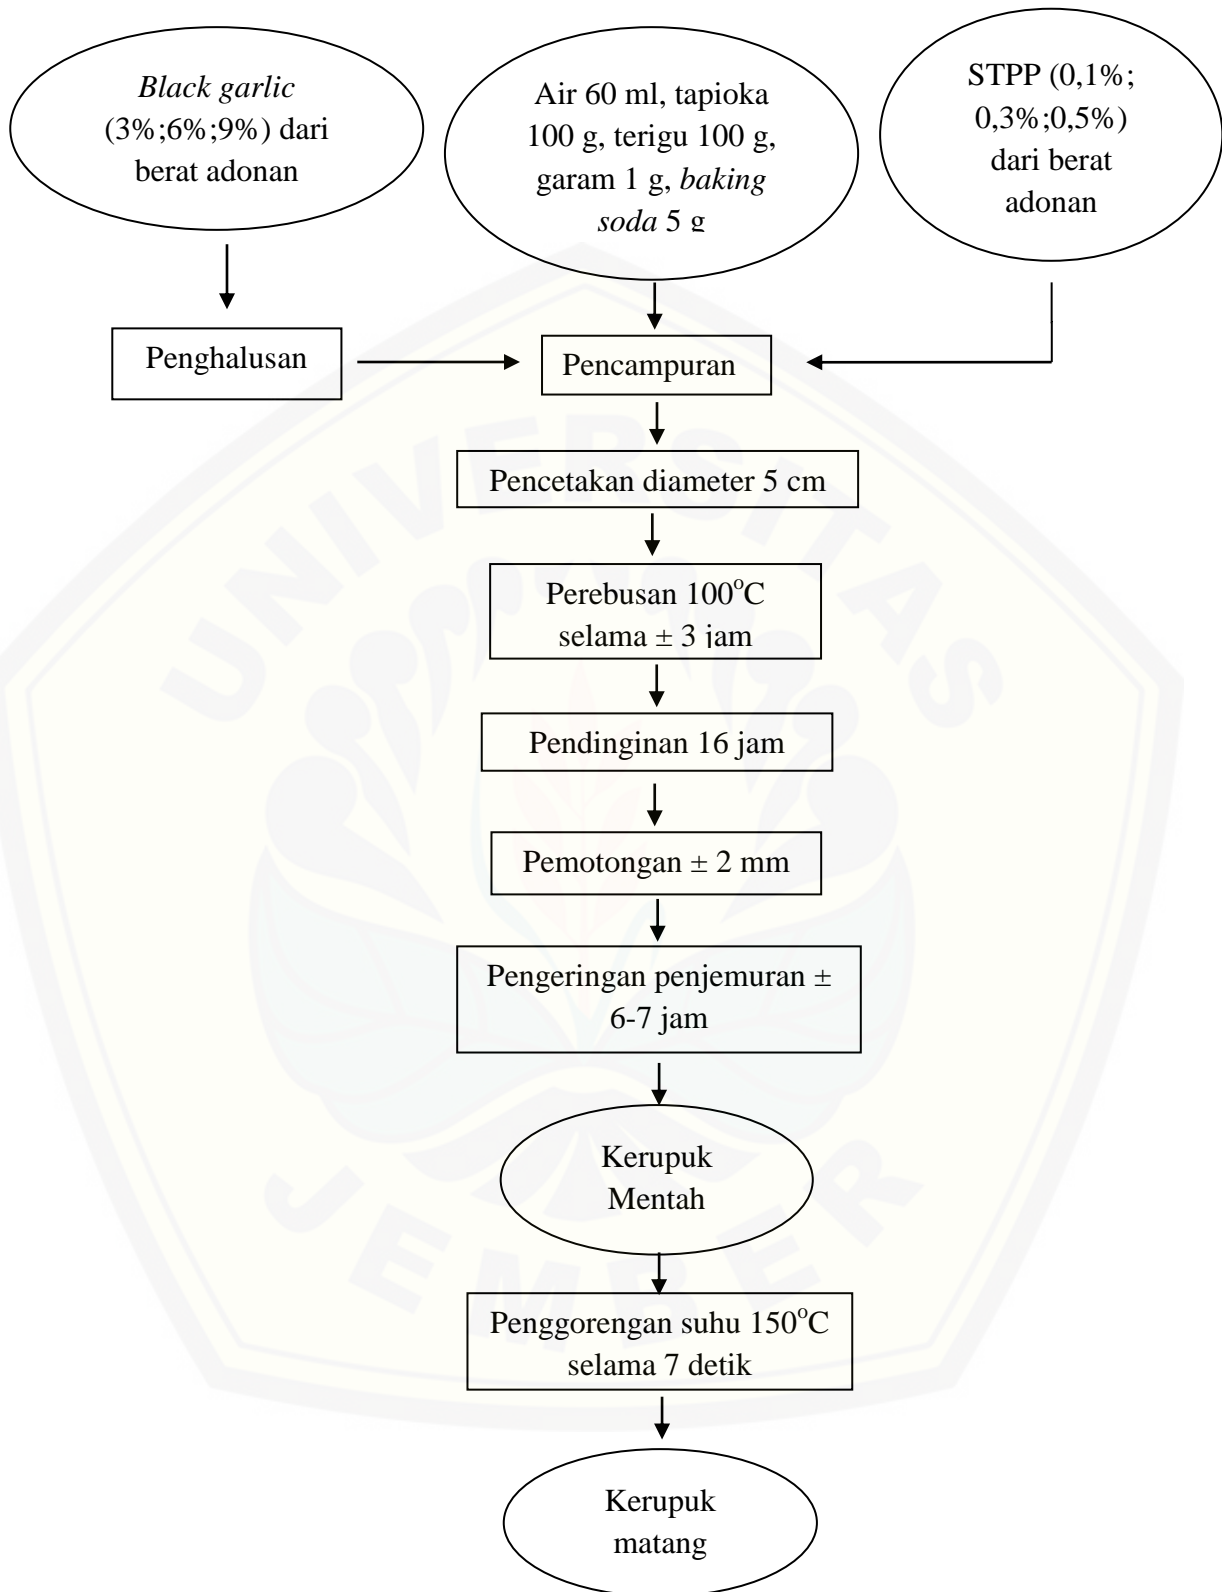 Black garlic
(3%;6%;9%) dari
berat adonan
Air 60 ml, tapioka
100 g, terigu 100 g,
garam 1 g, baking
soda 5 g
STPP (0,1%;
0,3%;0,5%)
dari berat
adonan
Penghalusan
Pencampuran
Pencetakan diameter 5 cm
Perebusan 100°C
selama ± 3 jam
Pendinginan 16 jam
Pemotongan ± 2 mm
Pengeringan penjemuran ±
6-7 jam
Kerupuk
Mentah
Penggorengan suhu 150°C
selama 7 detik
Kerupuk
matang
UNIVERSITAS
JEMBER